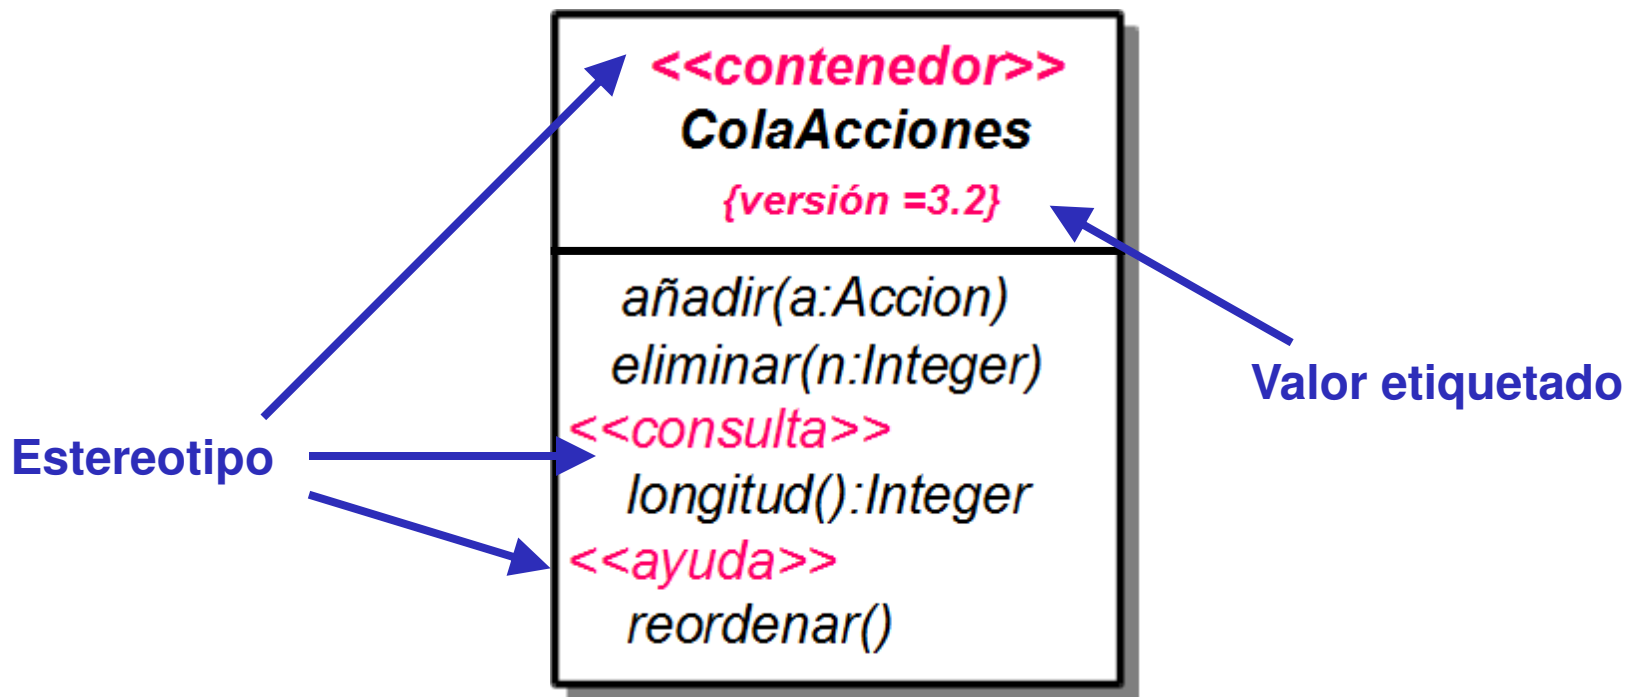 <<contenedor>>
ColaAcciones
{versión =3.2}
añadir(a:Accion)
eliminar(n:Integer)
<<consulta>>
longitud():Integer
<<ayuda>>
reordenar()
Estereotipo
Valor etiquetado